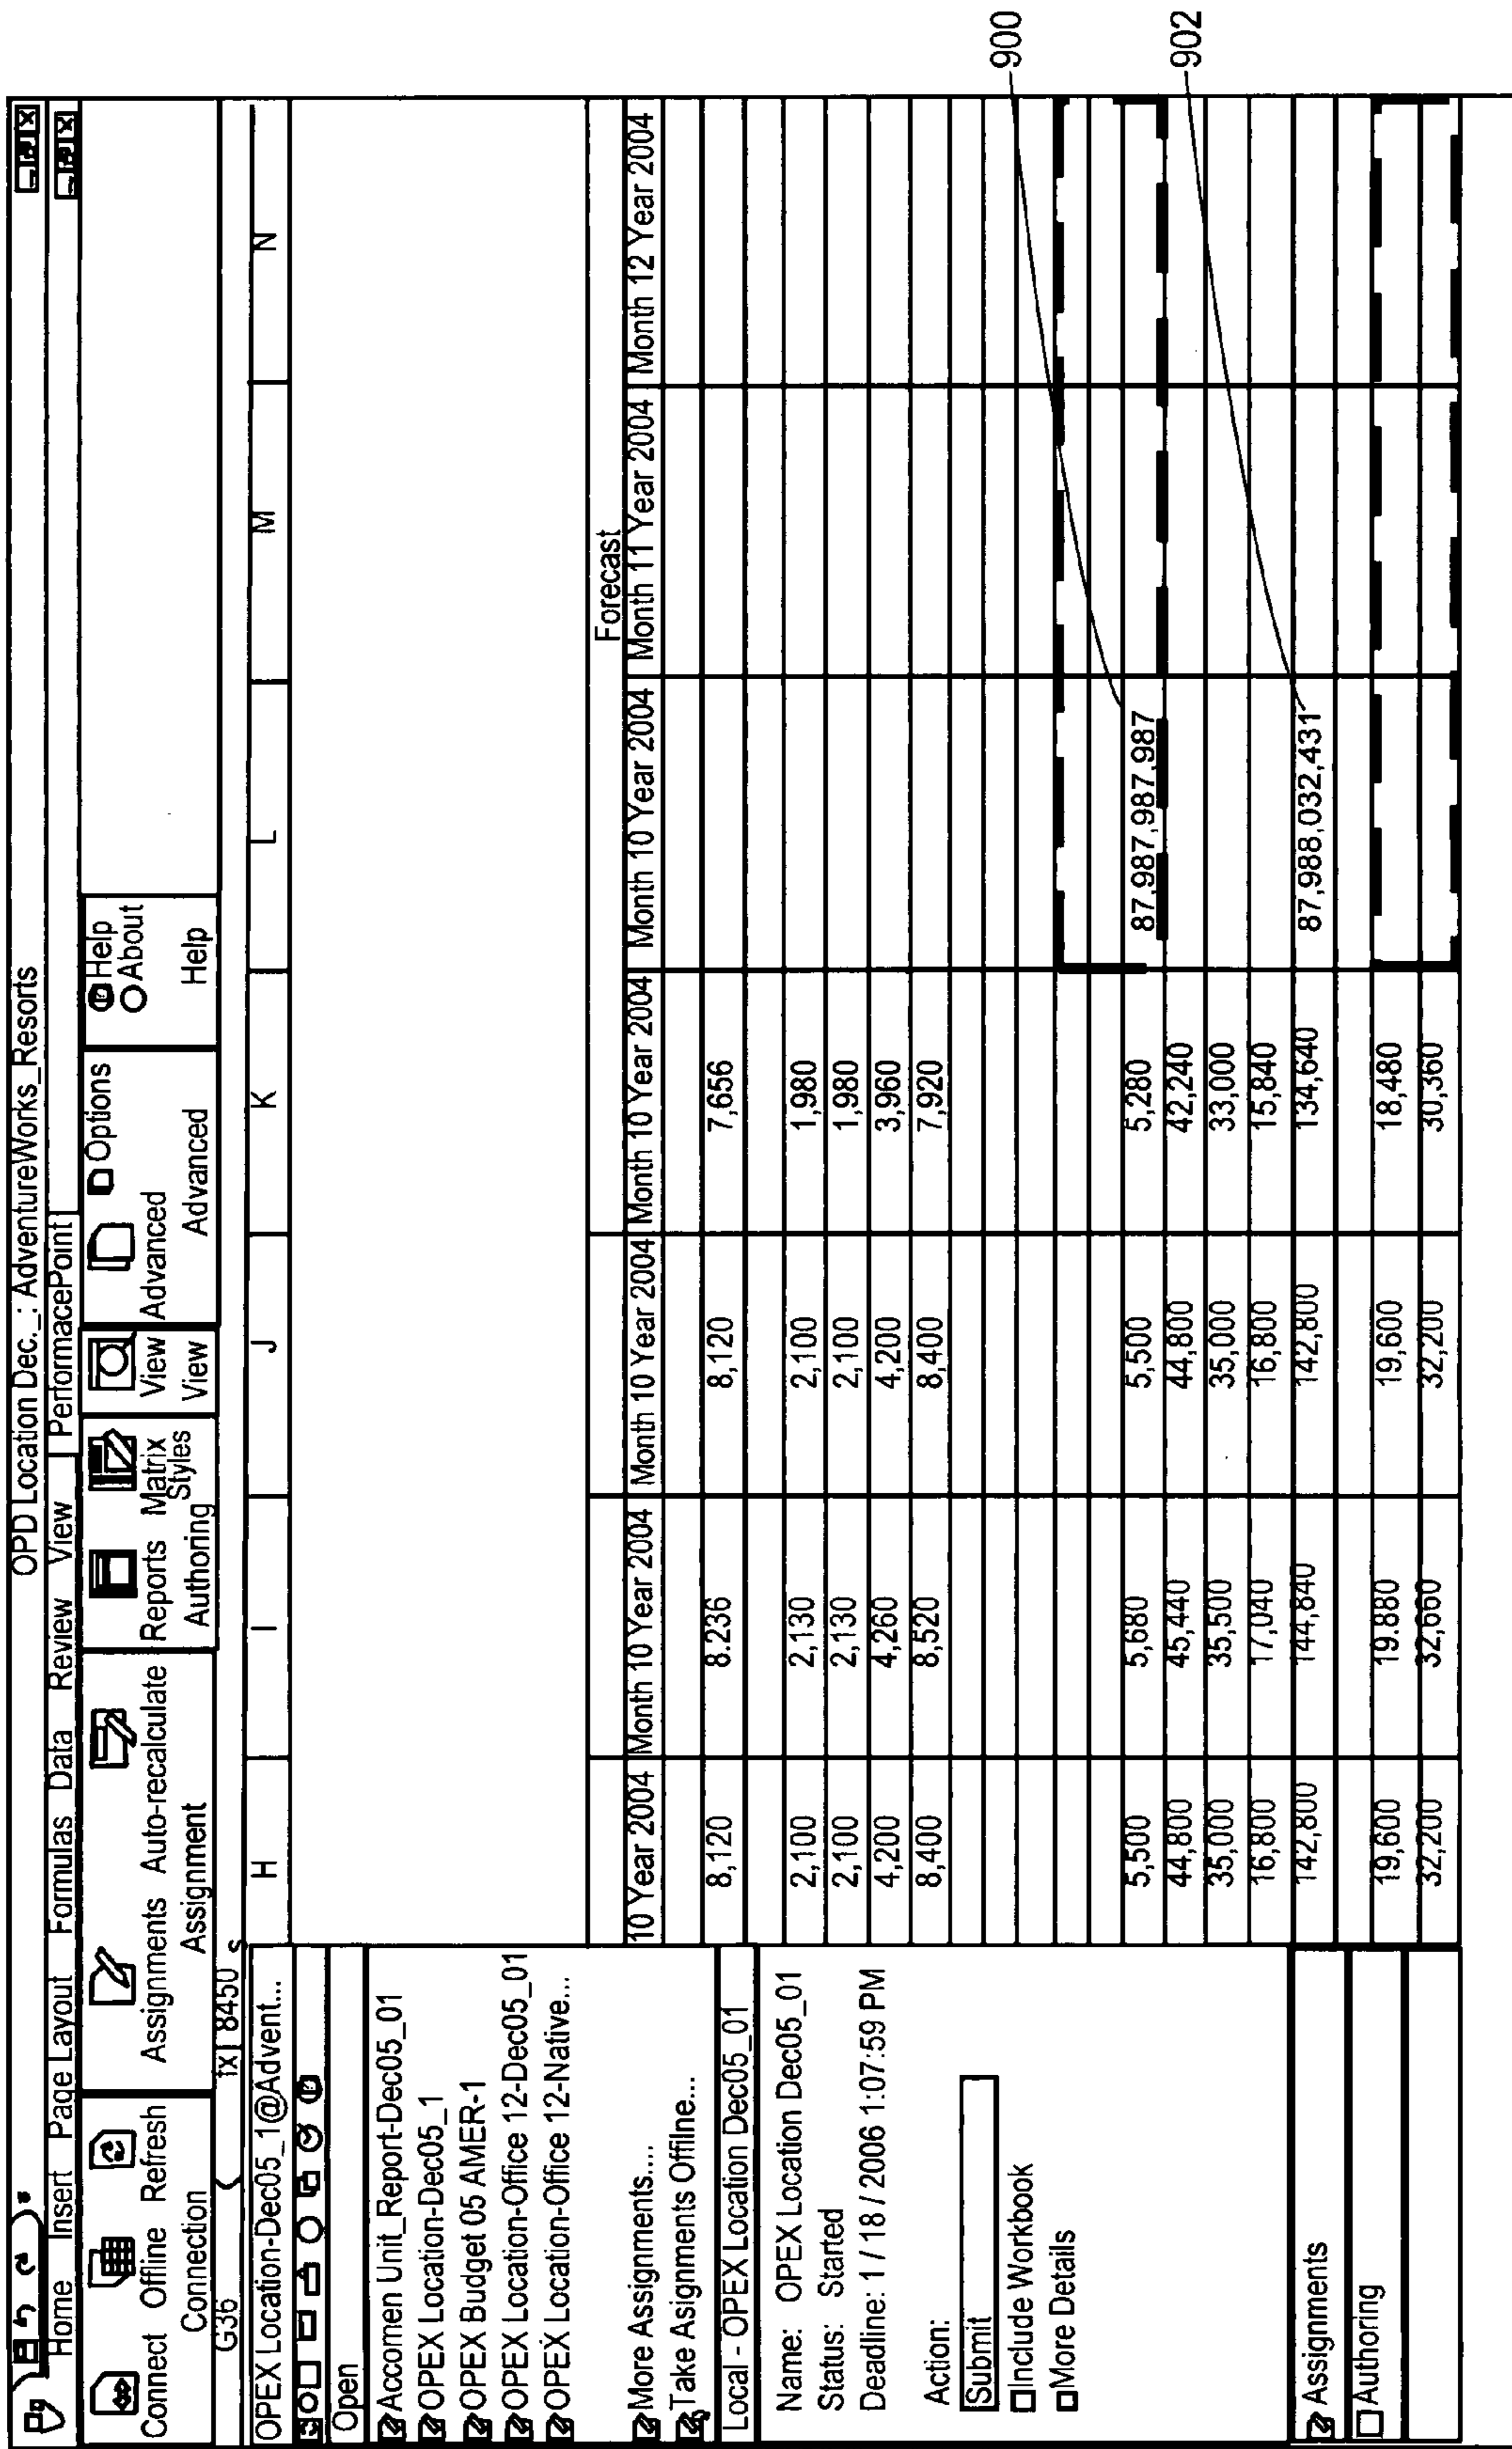 OPD Location Dec._: AdventureWorks_Resorts
Home Insert Page Layout Formulas Data Review View PerformacePoint
Connect Offline Refresh Assignments Auto-recalculate Reports Matrix Styles View Advanced Options Help About
Connection Assignment Authoring View Advanced Help
G36 fx 8450 s
OPEX Location-Dec05_1@Advent...
Open
Accomen Unit_Report-Dec05_01
OPEX Location-Dec05_1
OPEX Budget 05 AMER-1
OPEX Location-Office 12-Dec05_01
OPEX Location-Office 12-Native...
More Assignments....
Take Asignments Offilne...
Local - OPEX Location Dec05_01
Name: OPEX Location Dec05_01
Status: Started
Deadline: 1 / 18 / 2006 1:07:59 PM
Action:
Submit
Include Workbook
More Details
Assignments
Authoring
H I J K L M N
Forecast
10 Year 2004 Month 10 Year 2004 Month 10 Year 2004 Month 10 Year 2004 Month 10 Year 2004 Month 11 Year 2004 Month 12 Year 2004
8,120 8.236 8,120 7,656
2,100 2,130 2,100 1,980
2,100 2,130 2,100 1,980
4,200 4,260 4,200 3,960
8,400 8,520 8,400 7,920
5,500 5,680 5,500 5,280 87,987,987,987
44,800 45,440 44,800 42,240
35,000 35,500 35,000 33,000
16,800 17,040 16,800 15,840
142,800 144,840 142,800 134,640 87,988,032,431
19,600 19.880 19,600 18,480
32,200 32,660 32,200 30,360
900
902